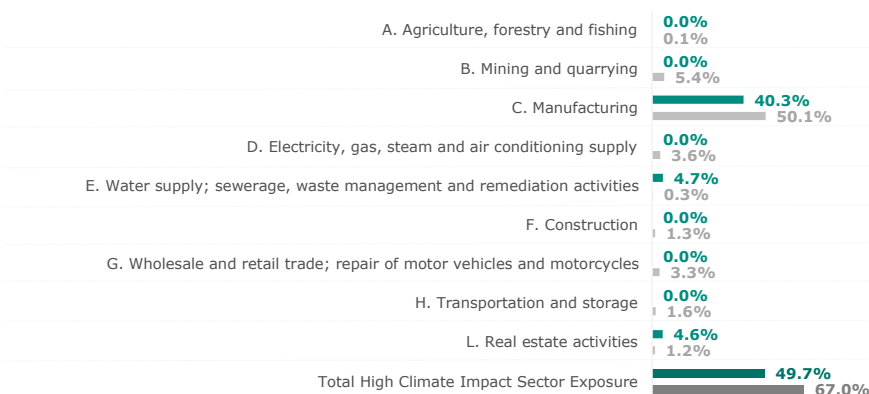 A. Agriculture, forestry and fishing
0.0%
0.1%
B. Mining and quarrying
0.0%
5.4%
C. Manufacturing
40.3%
50.1%
D. Electricity, gas, steam and air conditioning supply
0.0%
3.6%
E. Water supply; sewerage, waste management and remediation activities
4.7%
0.3%
F. Construction
0.0%
1.3%
G. Wholesale and retail trade; repair of motor vehicles and motorcycles
0.0%
3.3%
H. Transportation and storage
0.0%
1.6%
L. Real estate activities
4.6%
1.2%
Total High Climate Impact Sector Exposure
49.7%
67.0%